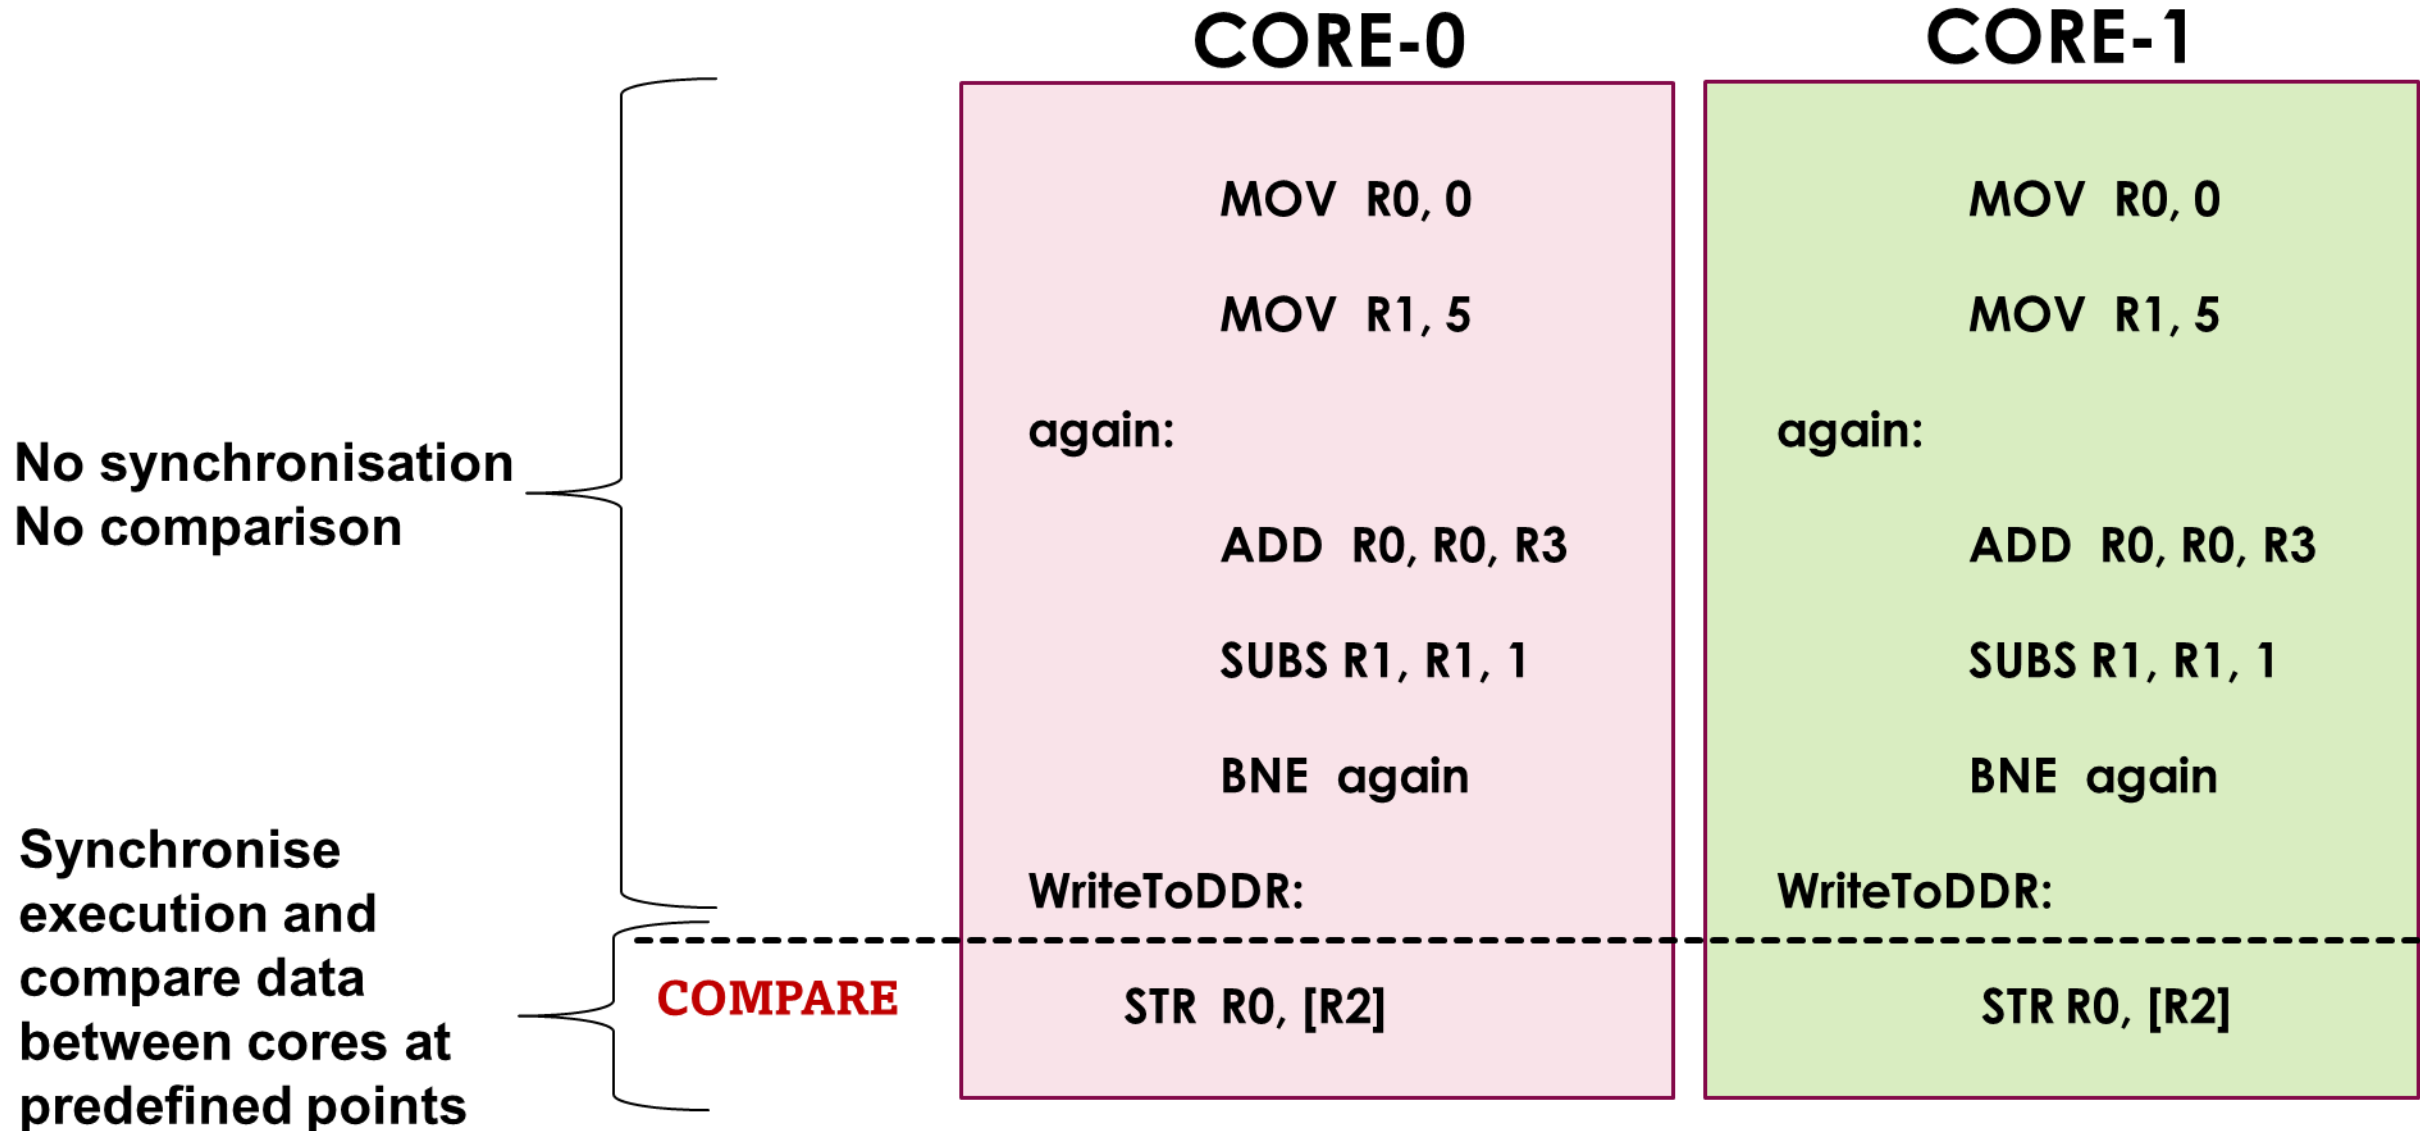 CORE-0
CORE-1
No synchronisation
No comparison
Synchronise
execution and
compare data
between cores at
predefined points
COMPARE
MOV R0, 0
MOV R1, 5
again:
ADD R0, R0, R3
SUBS R1, R1, 1
BNE again
WriteToDDR:
STR R0, [R2]
MOV R0, 0
MOV R1, 5
again:
ADD R0, R0, R3
SUBS R1, R1, 1
BNE again
WriteToDDR:
STR R0, [R2]